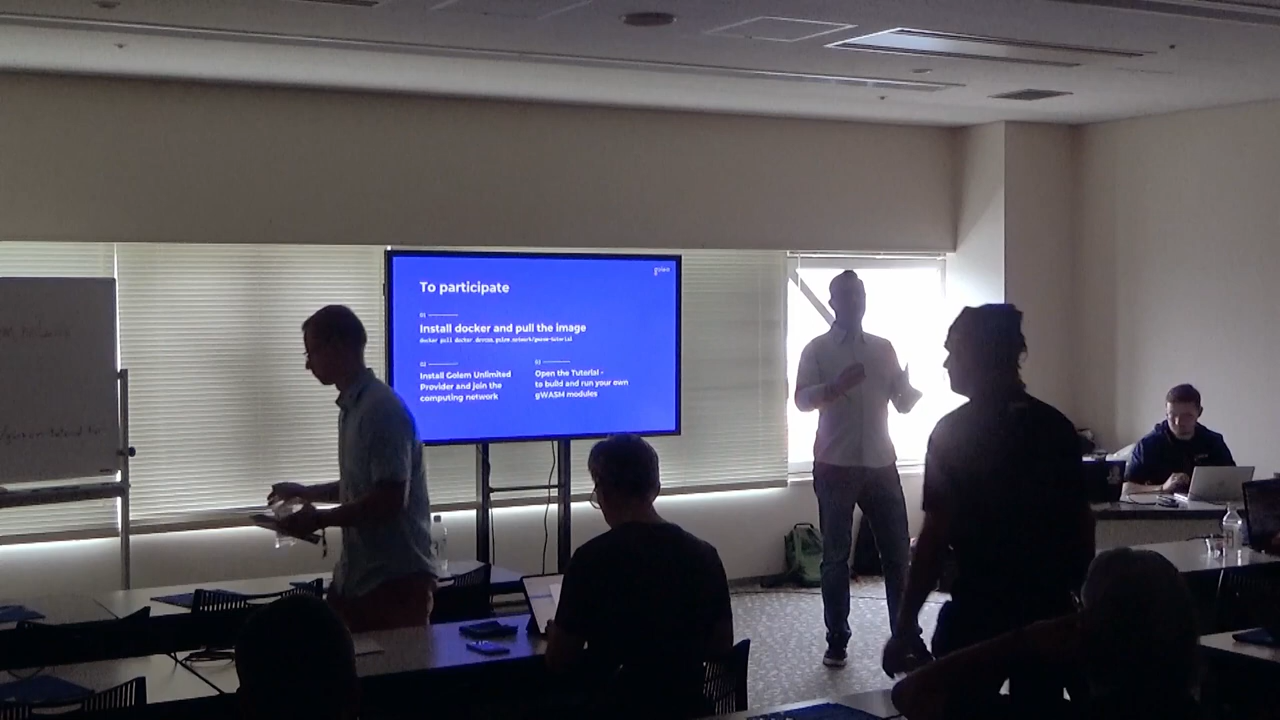 golem
To participate
01
Install docker and pull the image
docker pull docker.devzos.golem.network/gwasm-tutorial
02
Install Golem Unlimited
Provider and join the
computing network
03
Open the Tutorial -
to build and run your own
gWASM modules